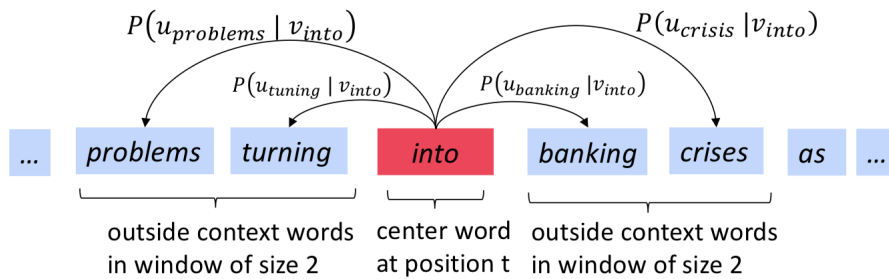 P(u_problems | v_into)
P(u_crisis | v_into)
P(u_tuning | v_into)
P(u_banking | v_into)
... problems turning into banking crises as ...
outside context words
in window of size 2
center word
at position t
outside context words
in window of size 2